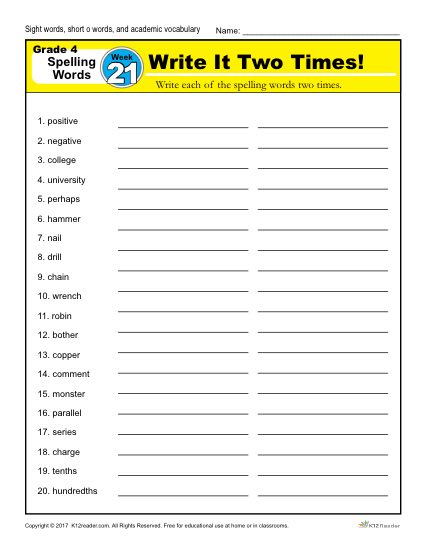 Sight words, short o words, and academic vocabulary Name:
Grade 4
Spelling
Words
Week
21
Write It Two Times!
Write each of the spelling words two times.
1. positive
2. negative
3. college
4. university
5. perhaps
6. hammer
7. nail
8. drill
9. chain
10. wrench
11. robin
12. bother
13. copper
14. comment
15. monster
16. parallel
17. series
18. charge
19. tenths
20. hundredths
Copyright © 2017 K12reader.com. All Rights Reserved. Free for educational use at home or in classrooms.
K12Reader